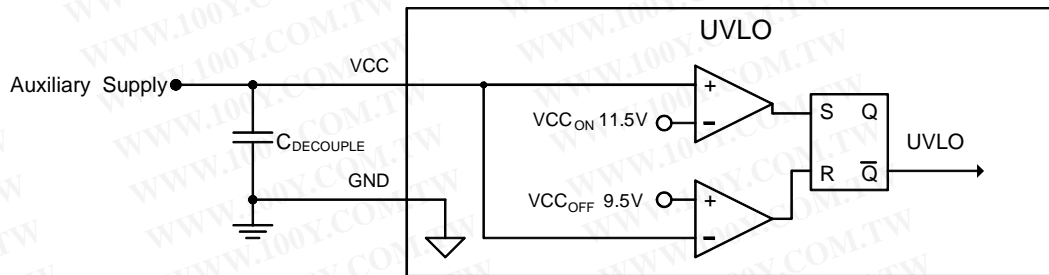 UVLO
Auxiliary Supply
VCC
+
−
VCC_ON 11.5V
S Q
R Q̅
UVLO
C_DECOUPLE
GND
VCC_OFF 9.5V
+
−
WWW.100Y.COM.TW